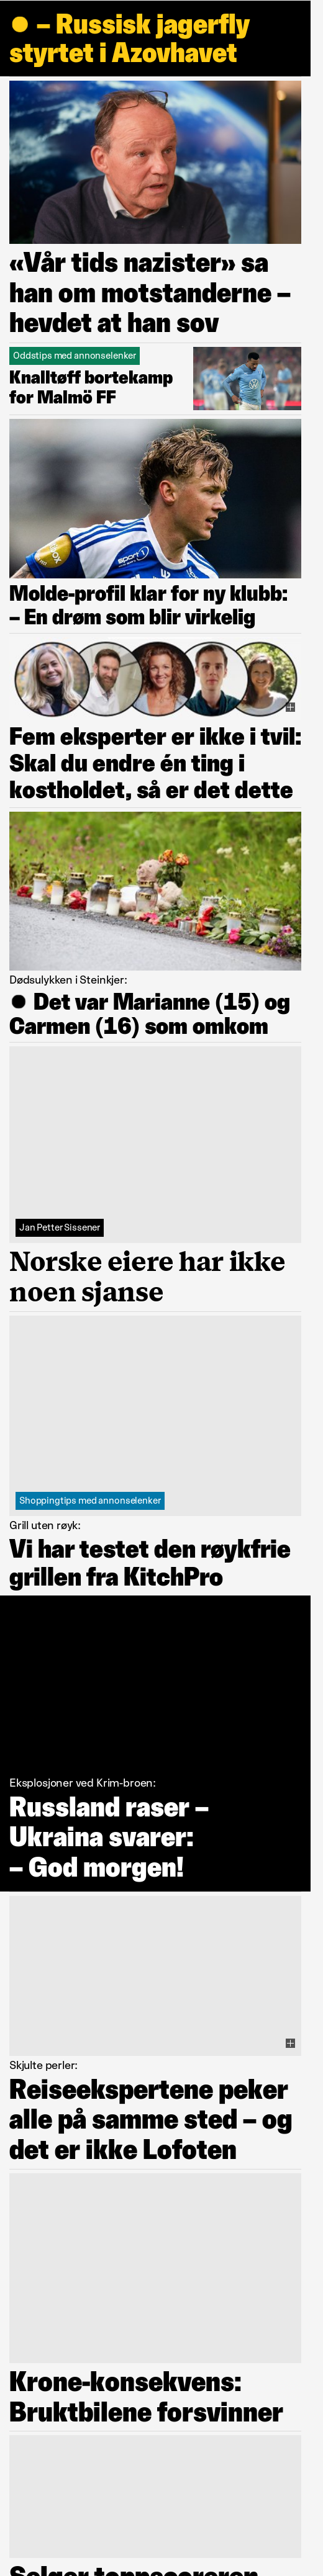 – Russisk jagerfly
styrtet i Azovhavet
«Vår tids nazister» sa
han om motstanderne –
hevdet at han sov
Oddstips med annonselenker
Knalltøff bortekamp
for Malmö FF
sport1
Molde-profil klar for ny klubb:
– En drøm som blir virkelig
Fem eksperter er ikke i tvil:
Skal du endre én ting i
kostholdet, så er det dette
Dødsulykken i Steinkjer:
● Det var Marianne (15) og
Carmen (16) som omkom
Jan Petter Sissener
Norske eiere har ikke
noen sjanse
Shoppingtips med annonselenker
Grill uten røyk:
Vi har testet den røykfrie
grillen fra KitchPro
Eksplosjoner ved Krim-broen:
Russland raser –
Ukraina svarer:
– God morgen!
Skjulte perler:
Reiseekspertene peker
alle på samme sted – og
det er ikke Lofoten
Krone-konsekvens:
Bruktbilene forsvinner